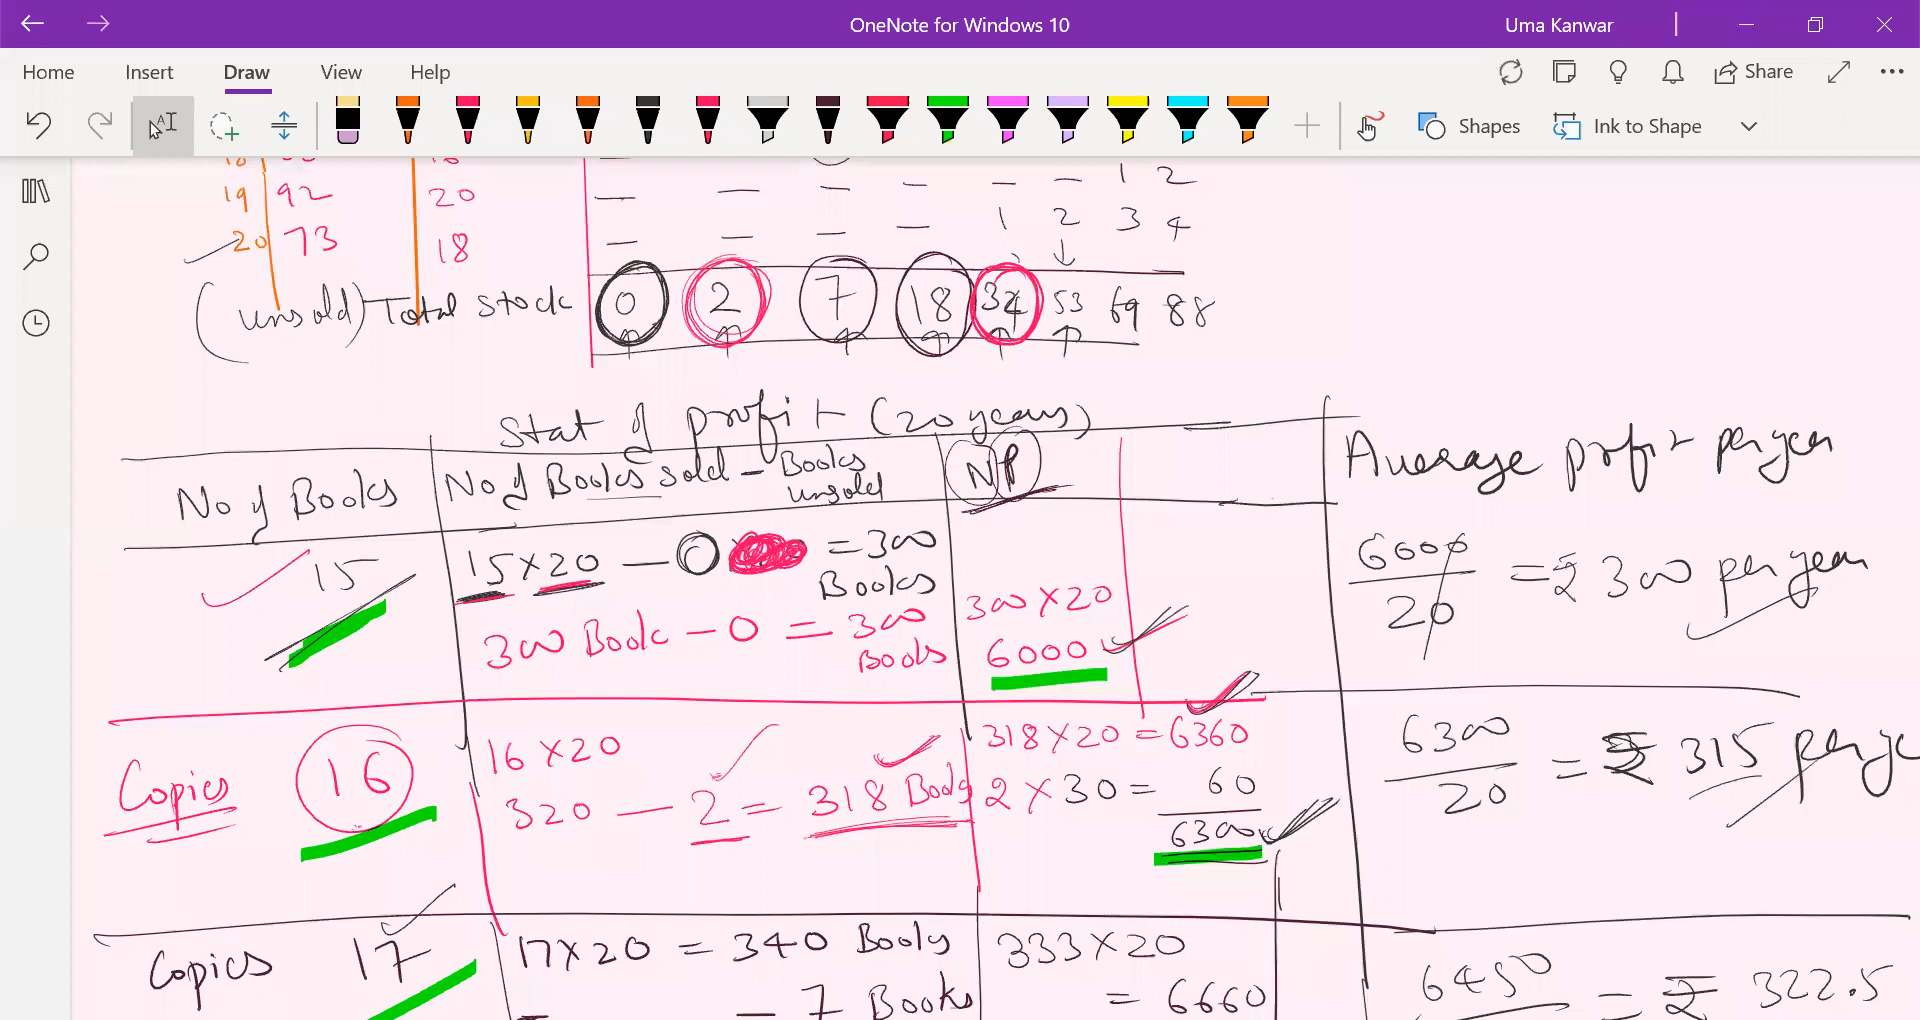 OneNote for Windows 10
Uma Kanwar
Home Insert Draw View Help
Share
Shapes
Ink to Shape
19 92 20 — — — — — — 1 2
20 73 18 — — — — 1 2 3 4
(unsold) Total stock 0 2 7 18 34 53 69 88
Stat of profit (20 years)
No of Books
No of Books sold — Books unsold
NP
Average profit per year
15
15 × 20 — 0 = 300 Books
300 Book — 0 = 300 Books
300 × 20
6000
6000/20 = ₹ 300 per year
Copies 16
16 × 20
320 — 2 = 318 Books
318 × 20 = 6360
2 × 30 = 60
6300
6300/20 = ₹ 315
Copies 17
17 × 20 = 340 Books
— 7 Books
333 × 20
= 6660
6450 = ₹ 322.5